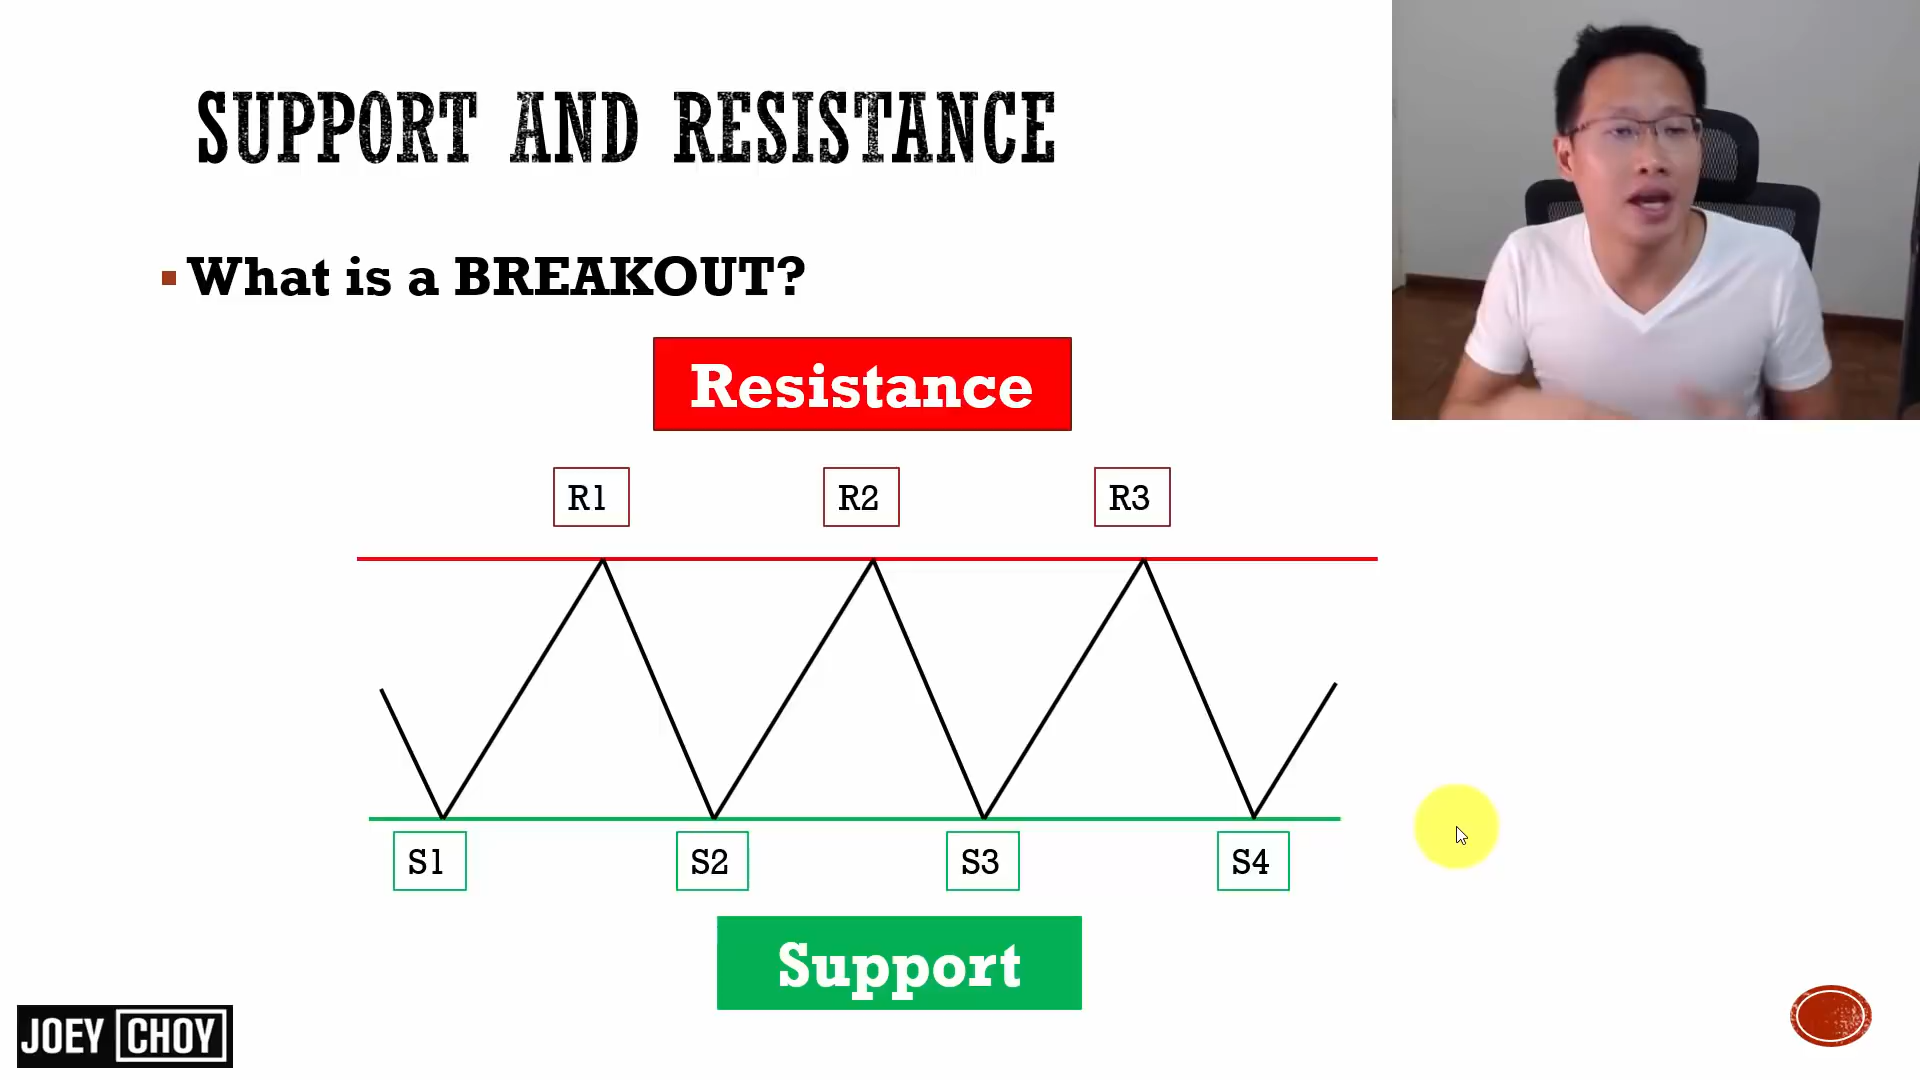 SUPPORT AND RESISTANCE
What is a BREAKOUT?
Resistance
R1 R2 R3
S1 S2 S3 S4
Support
JOEY CHOY